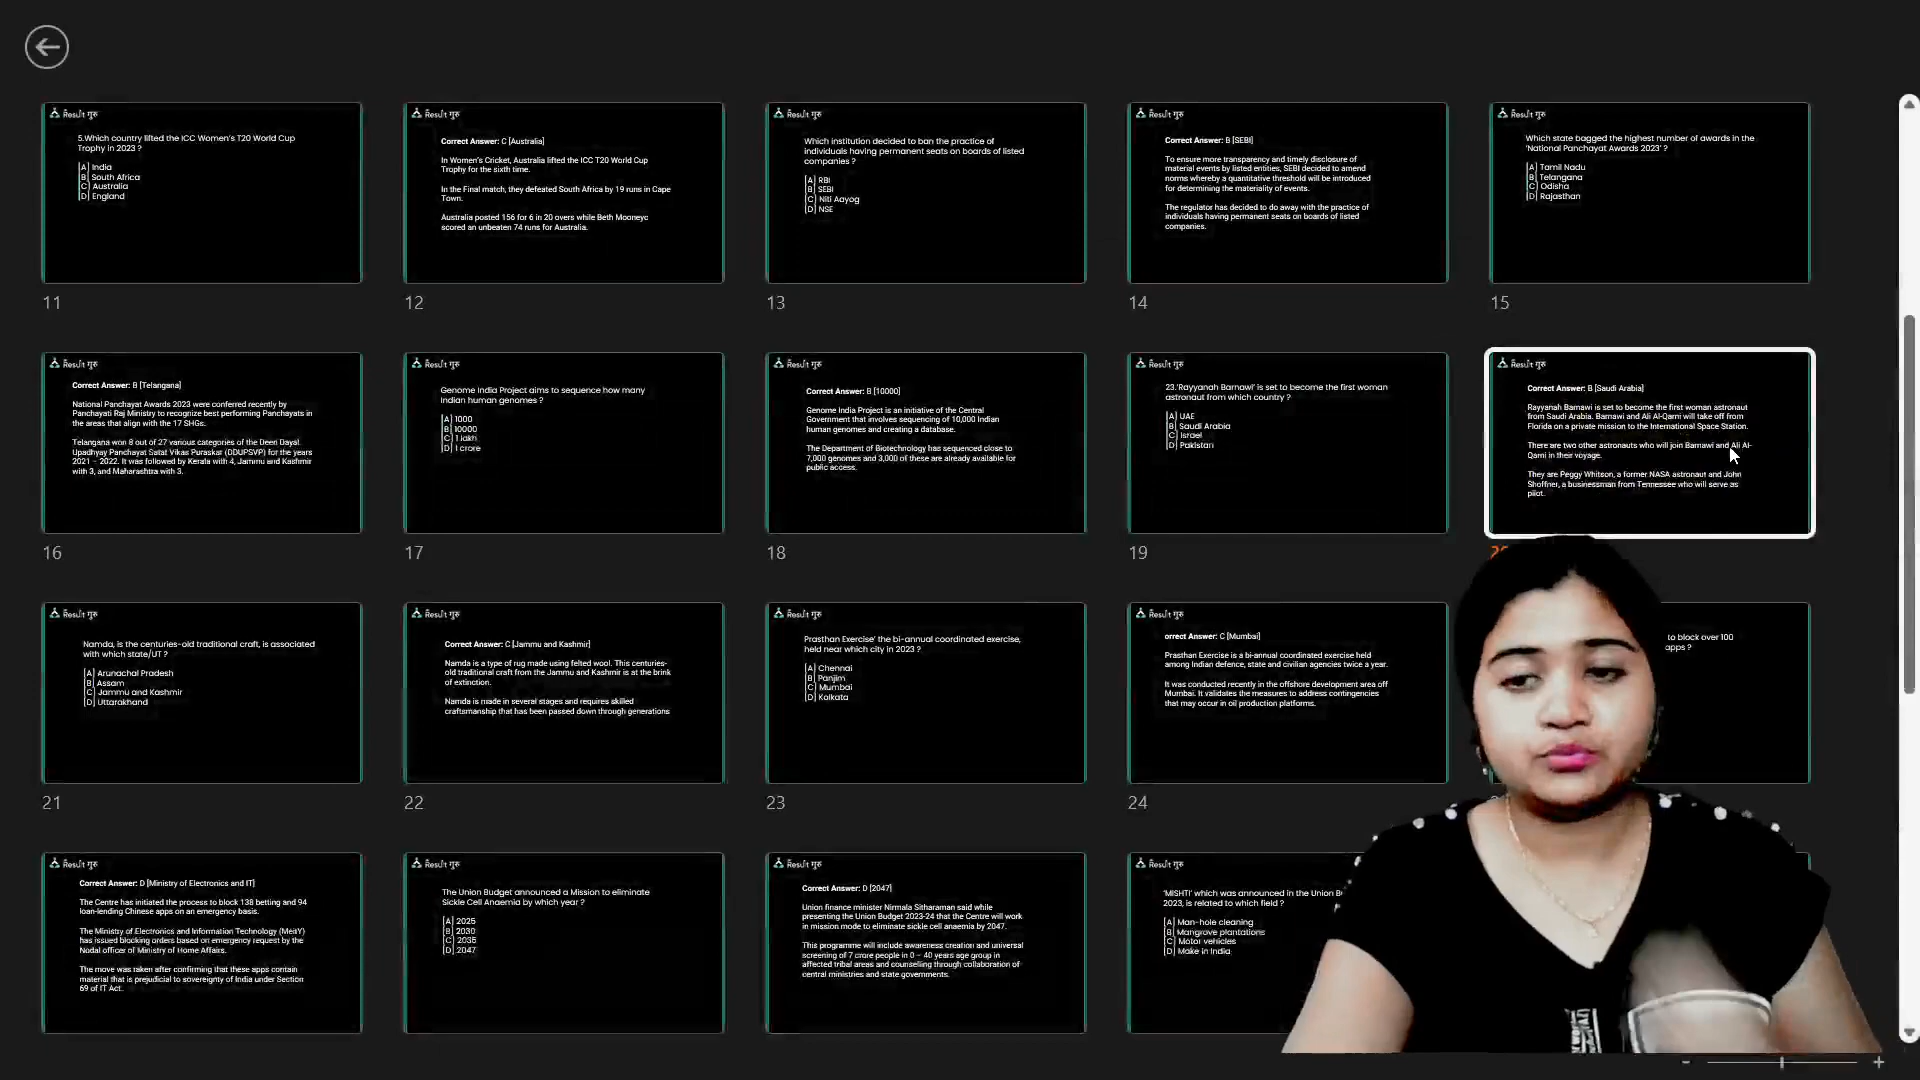 Result गुरु
5.Which country lifted the ICC Women's T20 World Cup
Trophy in 2023 ?
[A] India
[B] South Africa
[C] Australia
[D] England
11
Result गुरु
Correct Answer: C [Australia]
In Women's Cricket, Australia lifted the ICC T20 World Cup
Trophy for the sixth time.
In the Final match, they defeated South Africa by 19 runs in Cape
Town.
Australia posted 156 for 6 in 20 overs while Beth Mooneyc
scored an unbeaten 74 runs for Australia.
12
Result गुरु
Which institution decided to ban the practice of
individuals having permanent seats on boards of listed
companies ?
[A] RBI
[B] SEBI
[C] Niti Aayog
[D] NSE
13
Result गुरु
Correct Answer: B [SEBI]
To ensure more transparency and timely disclosure of
material events by listed entities, SEBI decided to amend
norms whereby a quantitative threshold will be introduced
for determining the materiality of events.
The regulator has decided to do away with the practice of
individuals having permanent seats on boards of listed
companies.
14
Result गुरु
Which state bagged the highest number of awards in the
'National Panchayat Awards 2023' ?
[A] Tamil Nadu
[B] Telangana
[C] Odisha
[D] Rajasthan
15
Result गुरु
Correct Answer: B [Telangana]
National Panchayat Awards 2023 were conferred recently by
Panchayati Raj Ministry to recognize best performing Panchayats in
the areas that align with the 17 SHGs.
Telangana won 8 out of 27 various categories of the Deen Dayal
Upadhyay Panchayat Satat Vikas Puraskar (DDUPSVP) for the years
2021 – 2022. It was followed by Kerala with 4, Jammu and Kashmir
with 3, and Maharashtra with 3.
16
Result गुरु
Genome India Project aims to sequence how many
Indian human genomes ?
[A] 1000
[B] 10000
[C] 1 lakh
[D] 1 crore
17
Result गुरु
Correct Answer: B [10000]
Genome India Project is an initiative of the Central
Government that involves sequencing of 10,000 Indian
human genomes and creating a database.
The Department of Biotechnology has sequenced close to
7,000 genomes and 3,000 of these are already available for
public access.
18
Result गुरु
23.'Rayyanah Barnawi' is set to become the first woman
astronaut from which country ?
[A] UAE
[B] Saudi Arabia
[C] Israel
[D] Pakistan
19
Result गुरु
Correct Answer: B [Saudi Arabia]
Rayyanah Barnawi is set to become the first woman astronaut
from Saudi Arabia. Barnawi and Ali Al-Qarni will take off from
Florida on a private mission to the International Space Station.
There are two other astronauts who will join Barnawi and Ali Al-
Qarni in their voyage.
They are Peggy Whitson, a former NASA astronaut and John
Shoffner, a businessman from Tennessee who will serve as
pilot.
Result गुरु
Namda, is the centuries-old traditional craft, is associated
with which state/UT ?
[A] Arunachal Pradesh
[B] Assam
[C] Jammu and Kashmir
[D] Uttarakhand
21
Result गुरु
Correct Answer: C [Jammu and Kashmir]
Namda is a type of rug made using felted wool. This centuries-
old traditional craft from the Jammu and Kashmir is at the brink
of extinction.
Namda is made in several stages and requires skilled
craftsmanship that has been passed down through generations
22
Result गुरु
Prasthan Exercise' the bi-annual coordinated exercise,
held near which city in 2023 ?
[A] Chennai
[B] Panjim
[C] Mumbai
[D] Kolkata
23
Result गुरु
orrect Answer: C [Mumbai]
Prasthan Exercise is a bi-annual coordinated exercise held
among Indian defence, state and civilian agencies twice a year.
It was conducted recently in the offshore development area off
Mumbai. It validates the measures to address contingencies
that may occur in oil production platforms.
24
to block over 100
apps ?
Result गुरु
Correct Answer: D [Ministry of Electronics and IT]
The Centre has initiated the process to block 138 betting and 94
loan-lending Chinese apps on an emergency basis.
The Ministry of Electronics and Information Technology (MeitY)
has issued blocking orders based on emergency request by the
Nodal officer of Ministry of Home Affairs.
The move was taken after confirming that these apps contain
material that is prejudicial to sovereignty of India under Section
69 of IT Act.
Result गुरु
The Union Budget announced a Mission to eliminate
Sickle Cell Anaemia by which year ?
[A] 2025
[B] 2030
[C] 2035
[D] 2047
Result गुरु
Correct Answer: D [2047]
Union finance minister Nirmala Sitharaman said while
presenting the Union Budget 2023-24 that the Centre will work
in mission mode to eliminate sickle cell anaemia by 2047.
This programme will include awareness creation and universal
screening of 7 crore people in 0 – 40 years age group in
affected tribal areas and counselling through collaboration of
central ministries and state governments.
Result गुरु
'MISHTI' which was announced in the Union B
2023, is related to which field ?
[A] Man-hole cleaning
[B] Mangrove plantations
[C] Motor vehicles
[D] Make in India